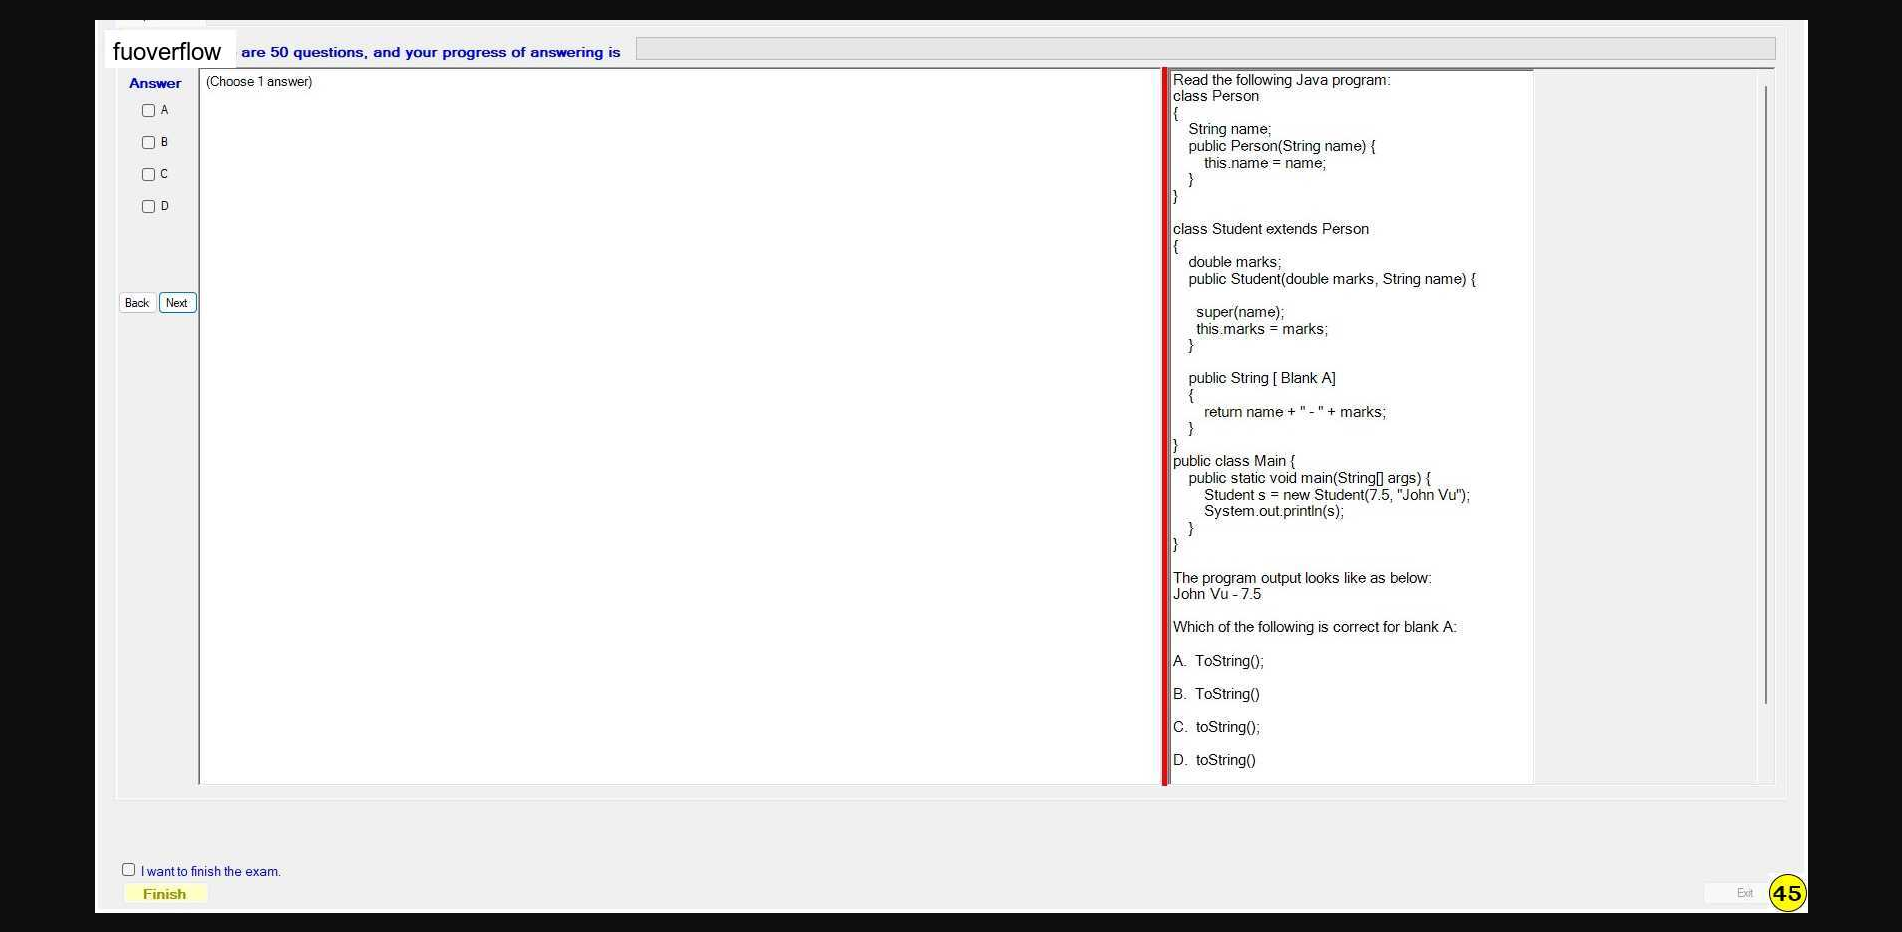 fuoverflow are 50 questions, and your progress of answering is
Answer
A
B
C
D
Back Next
(Choose 1 answer)
Read the following Java program:
class Person
{
String name;
public Person(String name) {
this.name = name;
}
}
class Student extends Person
{
double marks;
public Student(double marks, String name) {
super(name);
this.marks = marks;
}
public String [ Blank A]
{
return name + " - " + marks;
}
}
public class Main {
public static void main(String[] args) {
Student s = new Student(7.5, "John Vu");
System.out.println(s);
}
}
The program output looks like as below:
John Vu - 7.5
Which of the following is correct for blank A:
A. ToString();
B. ToString()
C. toString();
D. toString()
I want to finish the exam.
Finish
Exit
45